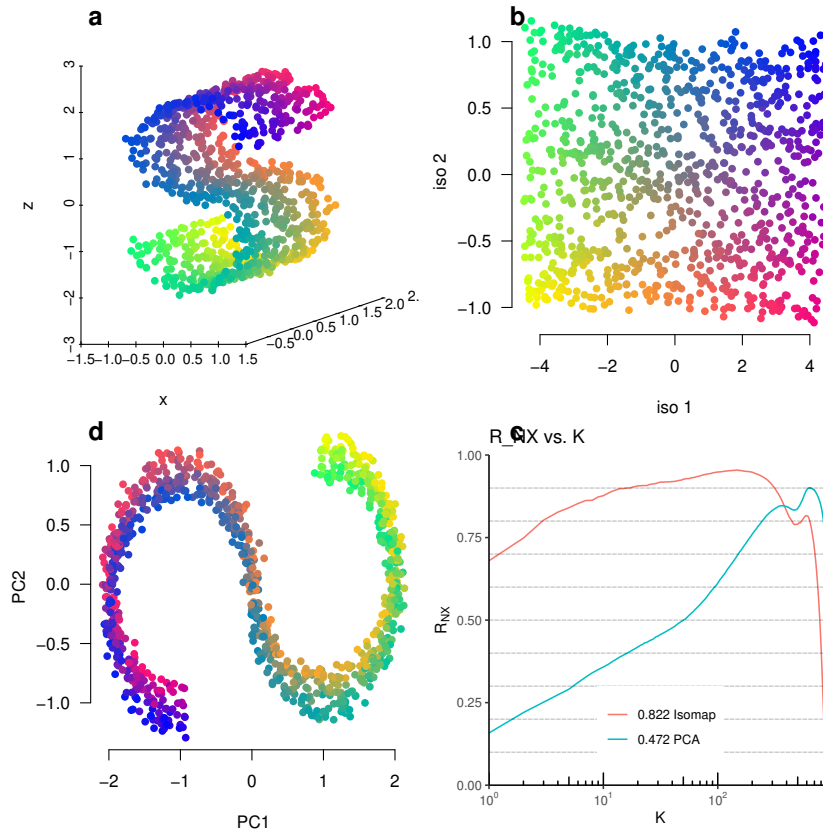 a
3
2
1
0
−1
−2
−3
z
−1.5 −1.0 −0.5 0.0 0.5 1.0 1.5
−0.5 0.0 0.5 1.0 1.5 2.0 2.
x
b
1.0
0.5
0.0
−0.5
−1.0
iso 2
−4 −2 0 2 4
iso 1
d
1.0
0.5
0.0
−0.5
−1.0
PC2
−2 −1 0 1 2
PC1
c
R_NX vs. K
1.00
0.75
0.50
0.25
0.00
R_NX
0.822 Isomap
0.472 PCA
10^0 10^1 10^2
K